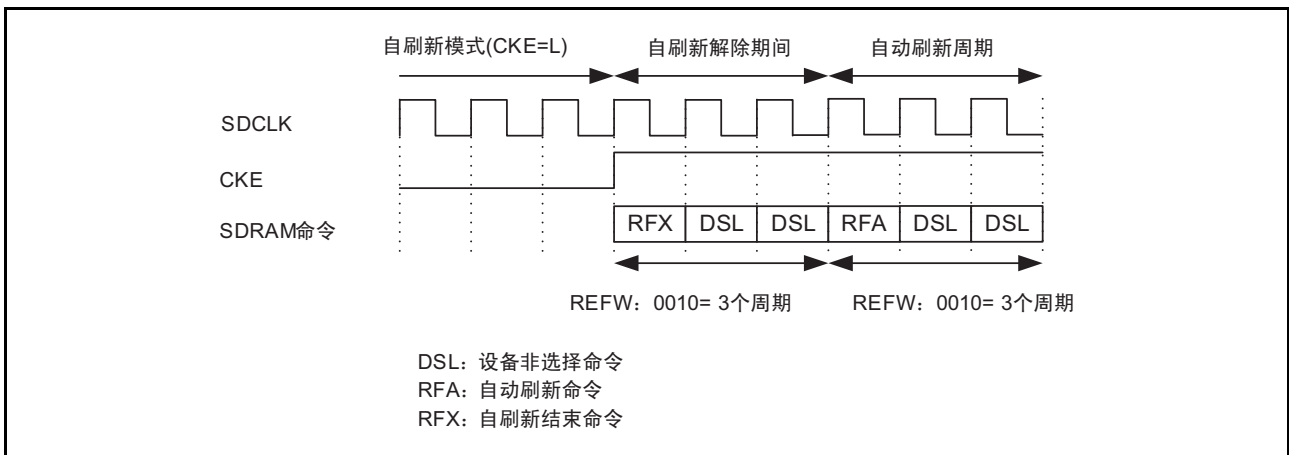 自刷新模式(CKE=L) 自刷新解除期间 自动刷新周期
SDCLK
CKE
SDRAM命令 RFX DSL DSL RFA DSL DSL
REFW：0010= 3个周期 REFW：0010= 3个周期
DSL：设备非选择命令
RFA：自动刷新命令
RFX：自刷新结束命令